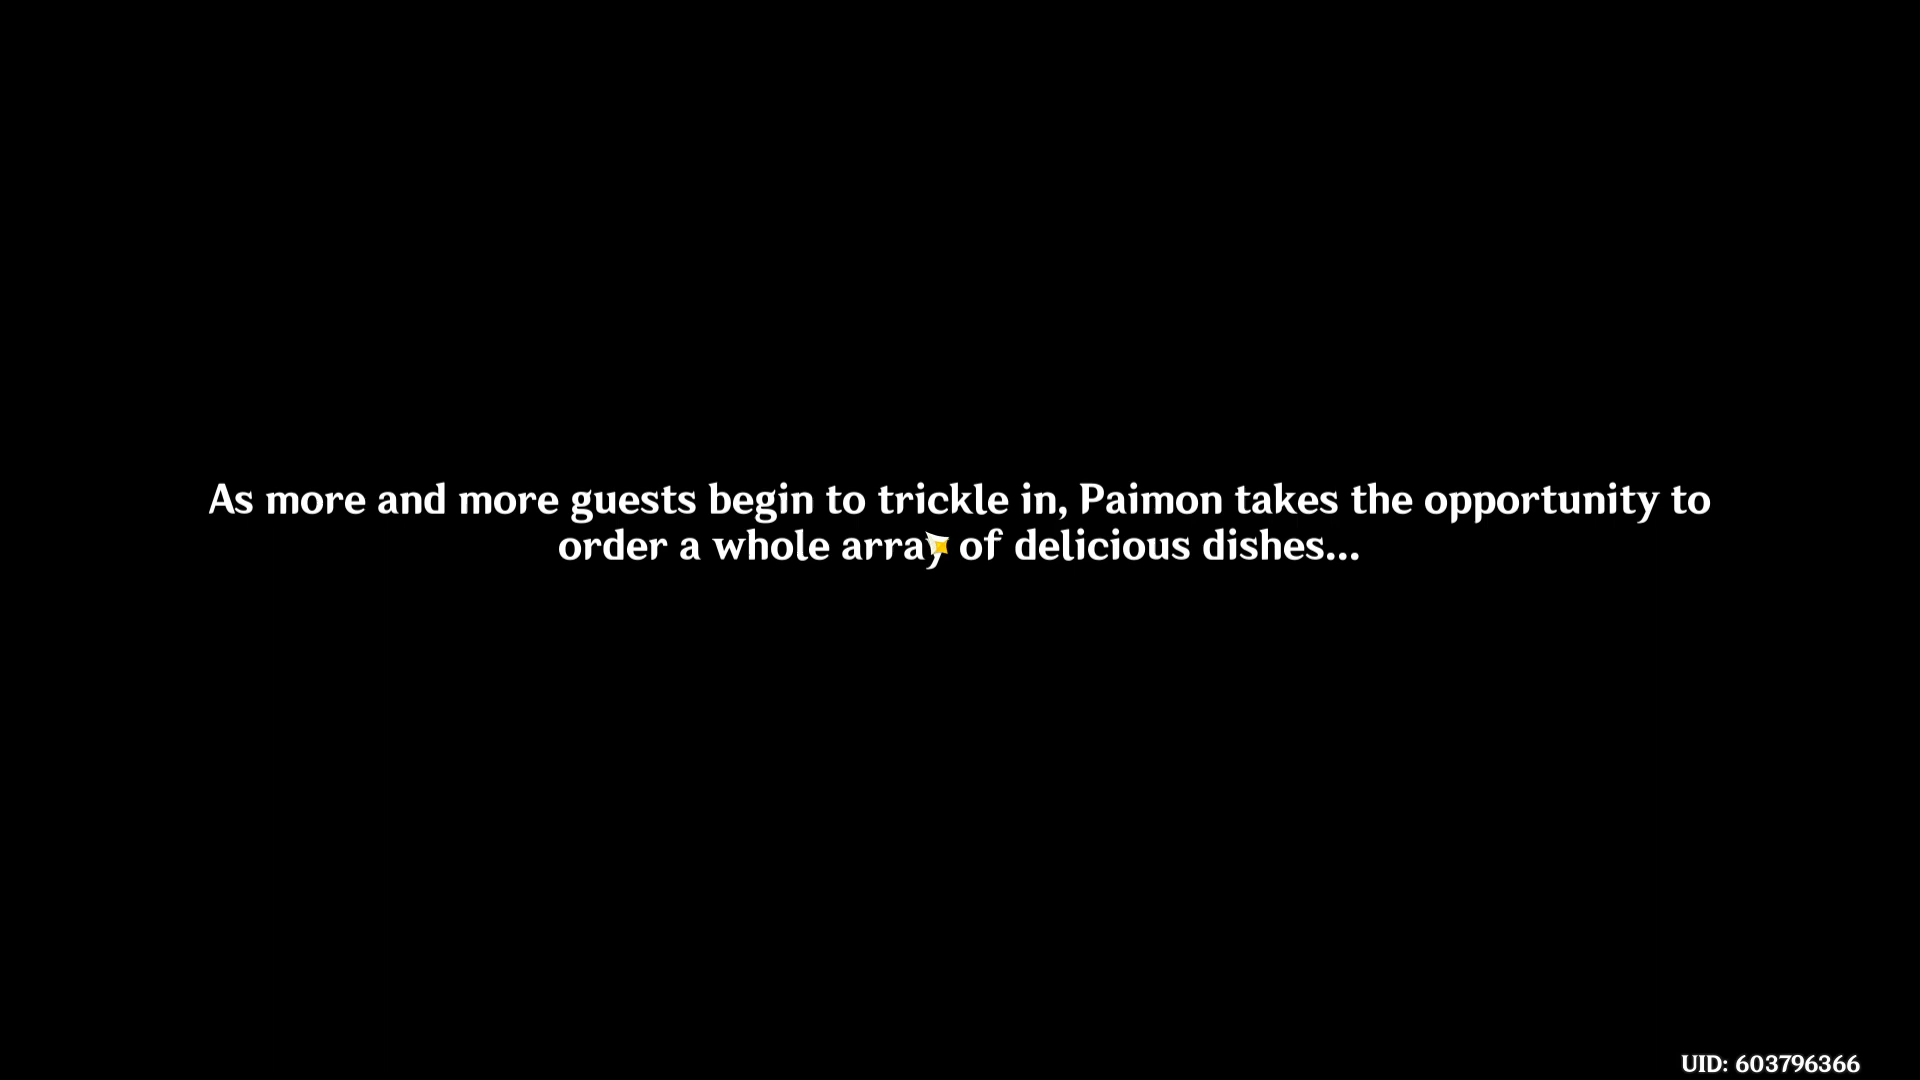 As more and more guests begin to trickle in, Paimon takes the opportunity to
order a whole array of delicious dishes...
UID: 603796366